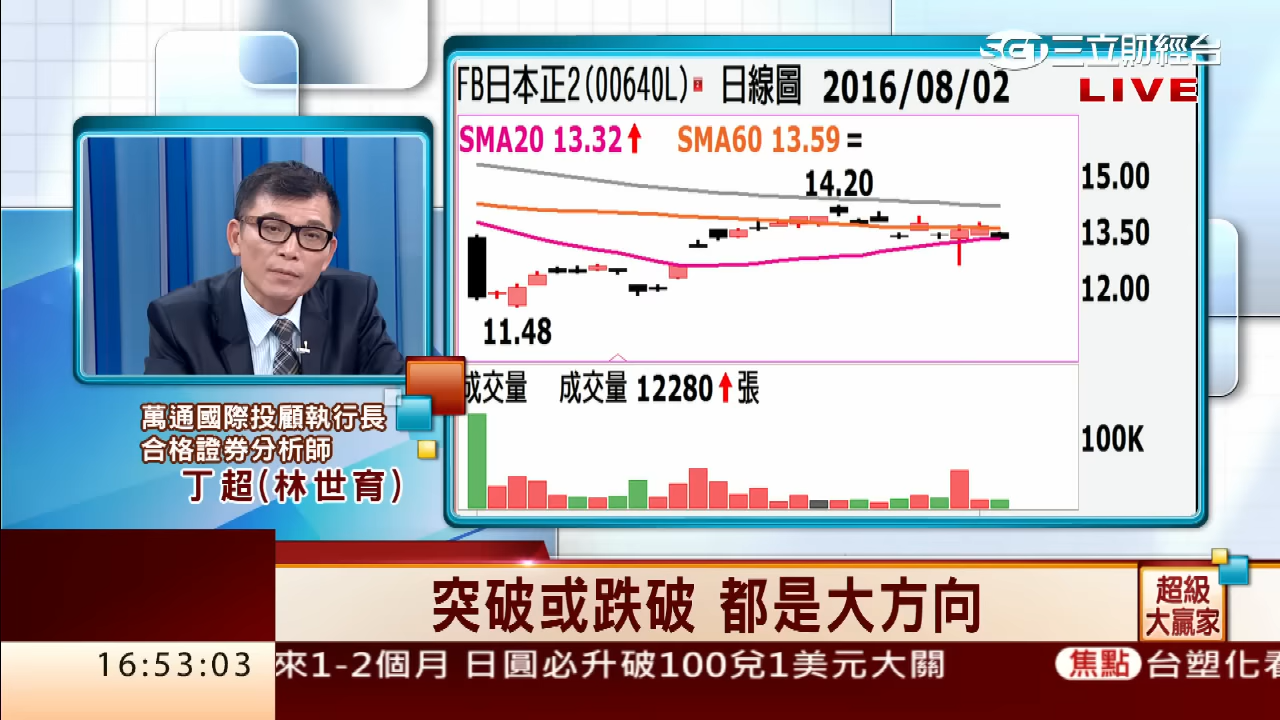 SET三立財經台
LIVE
FB日本正2(00640L) 日線圖 2016/08/02
SMA20 13.32↑ SMA60 13.59 =
14.20
15.00
13.50
12.00
11.48
成交量 成交量 12280↑張
100K
萬通國際投顧執行長
合格證券分析師
丁超(林世育)
突破或跌破 都是大方向
超級
大贏家
16:53:03
來1-2個月 日圓必升破100兌1美元大關 焦點 台塑化看